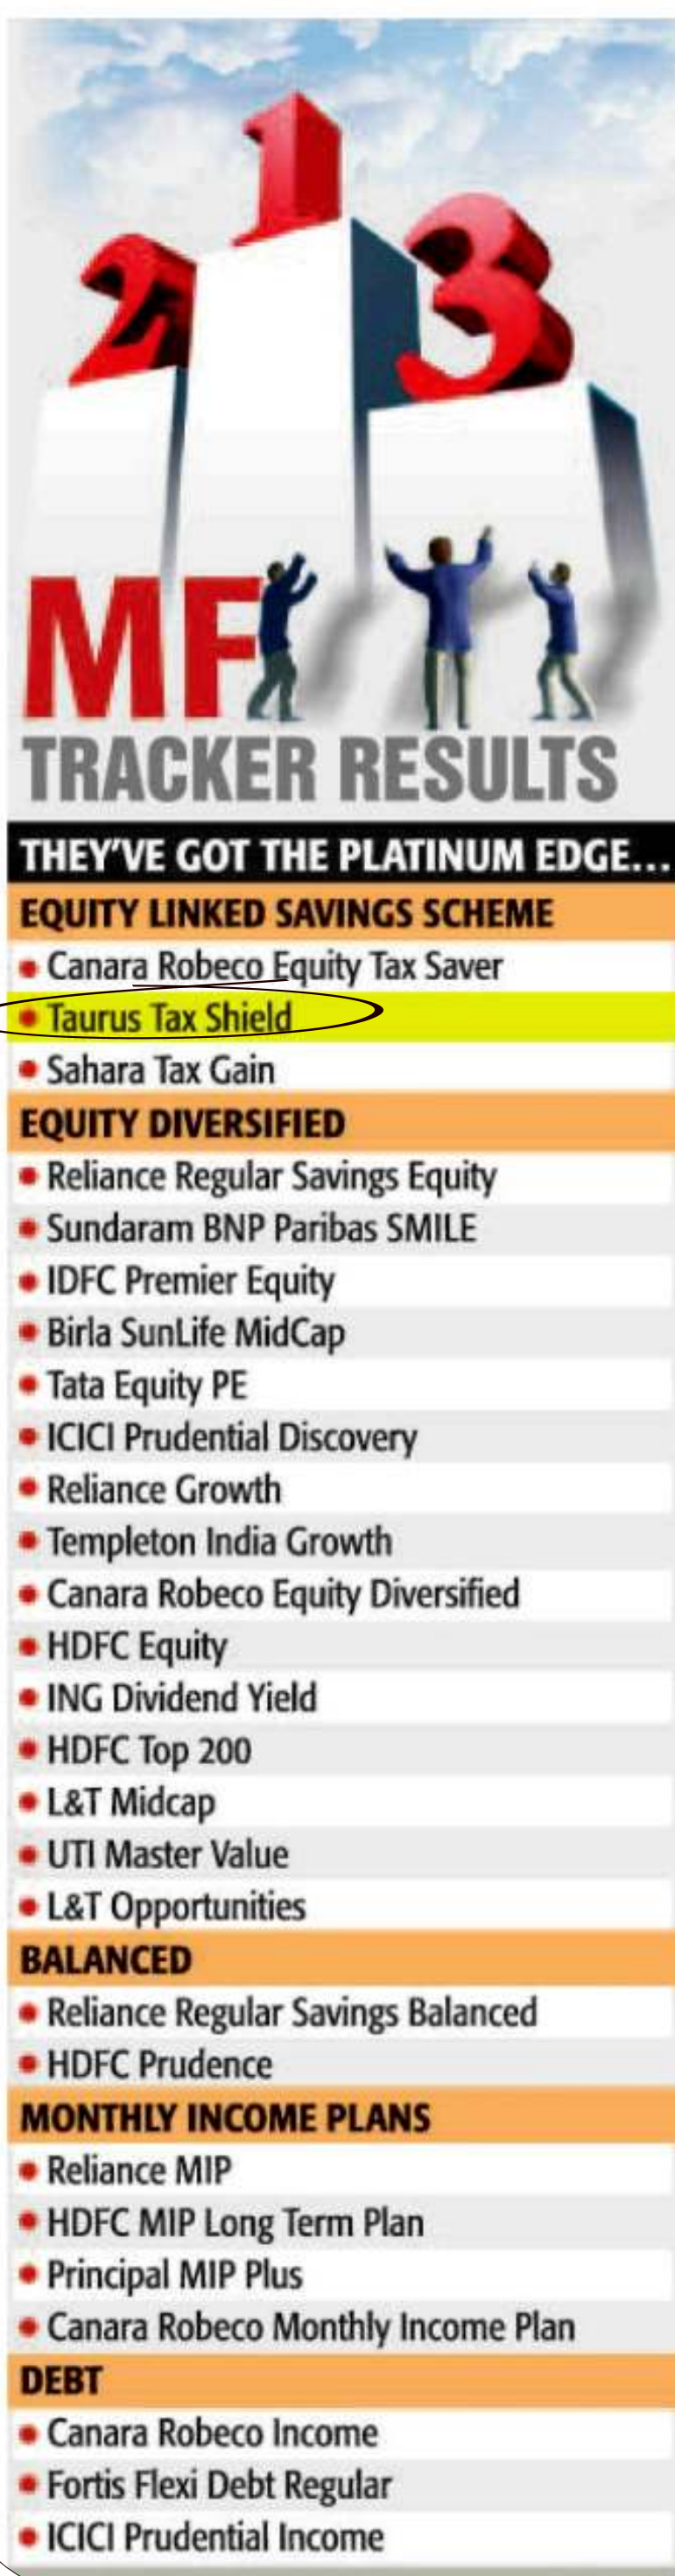 2 1 3
MF
TRACKER RESULTS
THEY'VE GOT THE PLATINUM EDGE...
EQUITY LINKED SAVINGS SCHEME
• Canara Robeco Equity Tax Saver
• Taurus Tax Shield
• Sahara Tax Gain
EQUITY DIVERSIFIED
• Reliance Regular Savings Equity
• Sundaram BNP Paribas SMILE
• IDFC Premier Equity
• Birla SunLife MidCap
• Tata Equity PE
• ICICI Prudential Discovery
• Reliance Growth
• Templeton India Growth
• Canara Robeco Equity Diversified
• HDFC Equity
• ING Dividend Yield
• HDFC Top 200
• L&T Midcap
• UTI Master Value
• L&T Opportunities
BALANCED
• Reliance Regular Savings Balanced
• HDFC Prudence
MONTHLY INCOME PLANS
• Reliance MIP
• HDFC MIP Long Term Plan
• Principal MIP Plus
• Canara Robeco Monthly Income Plan
DEBT
• Canara Robeco Income
• Fortis Flexi Debt Regular
• ICICI Prudential Income